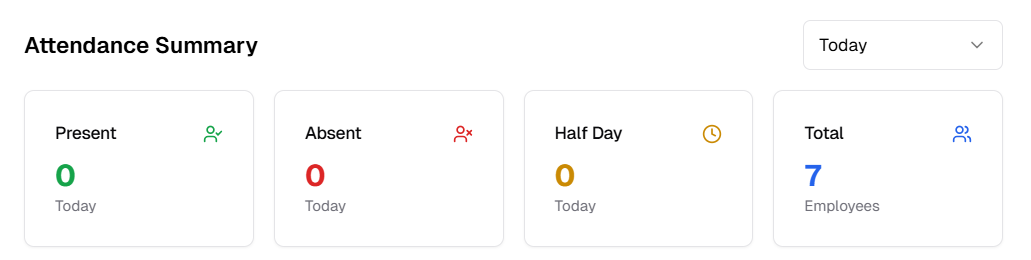 Attendance Summary
Today
Present
0
Today
Absent
0
Today
Half Day
0
Today
Total
7
Employees